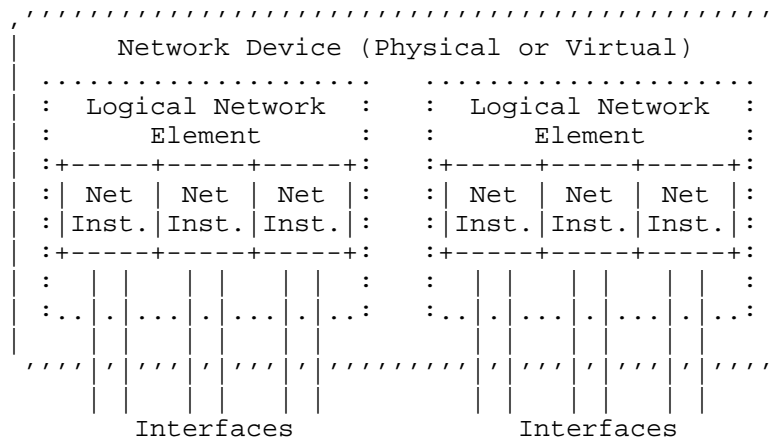 Network Device (Physical or Virtual)
Logical Network Logical Network
Element Element
Net Net Net Net Net Net
Inst. Inst. Inst. Inst. Inst. Inst.
Interfaces Interfaces